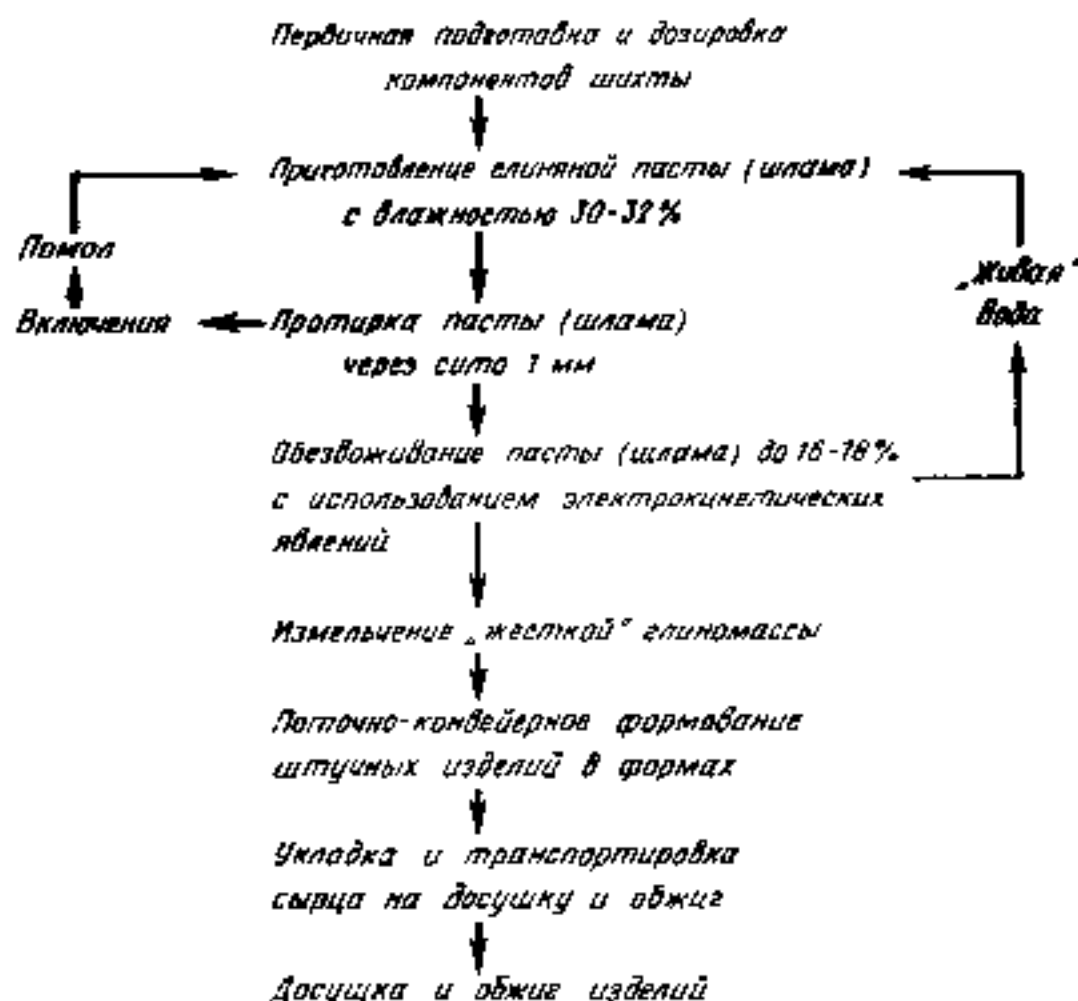 Первичная подготовка и дозировка
компонентов шихты
Приготовление глиняной пасты (шлама)
с влажностью 30-32%
Помол
„Живая“
вода
Включения
Протирка пасты (шлама)
через сито 1 мм
Обезвоживание пасты (шлама) до 16-18%
с использованием электрокинетических
явлений
Измельчение „жесткой“ глиномассы
Поточно-конвейерное формование
штучных изделий в формах
Укладка и транспортировка
сырца на досушку и обжиг
Досушка и обжиг изделий